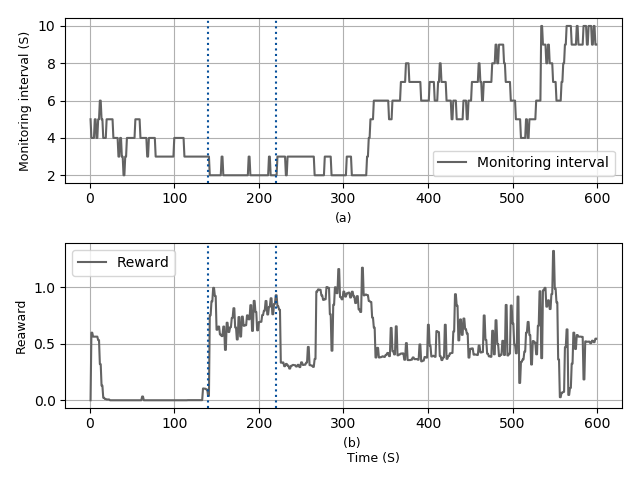 Monitoring interval (S)
10
8
6
4
2
Monitoring interval
0 100 200 300 400 500 600
(a)
Reaward
1.0
0.5
0.0
Reward
0 100 200 300 400 500 600
(b)
Time (S)